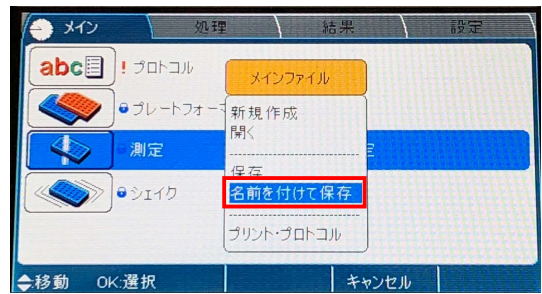 メイン 処理 結果 設定
abc ! プロトコル
メインファイル
プレートフォーマ
新規作成
開く
測定 定
保存
名前を付けて保存
シェイク
プリント・プロトコル
移動 OK:選択 キャンセル